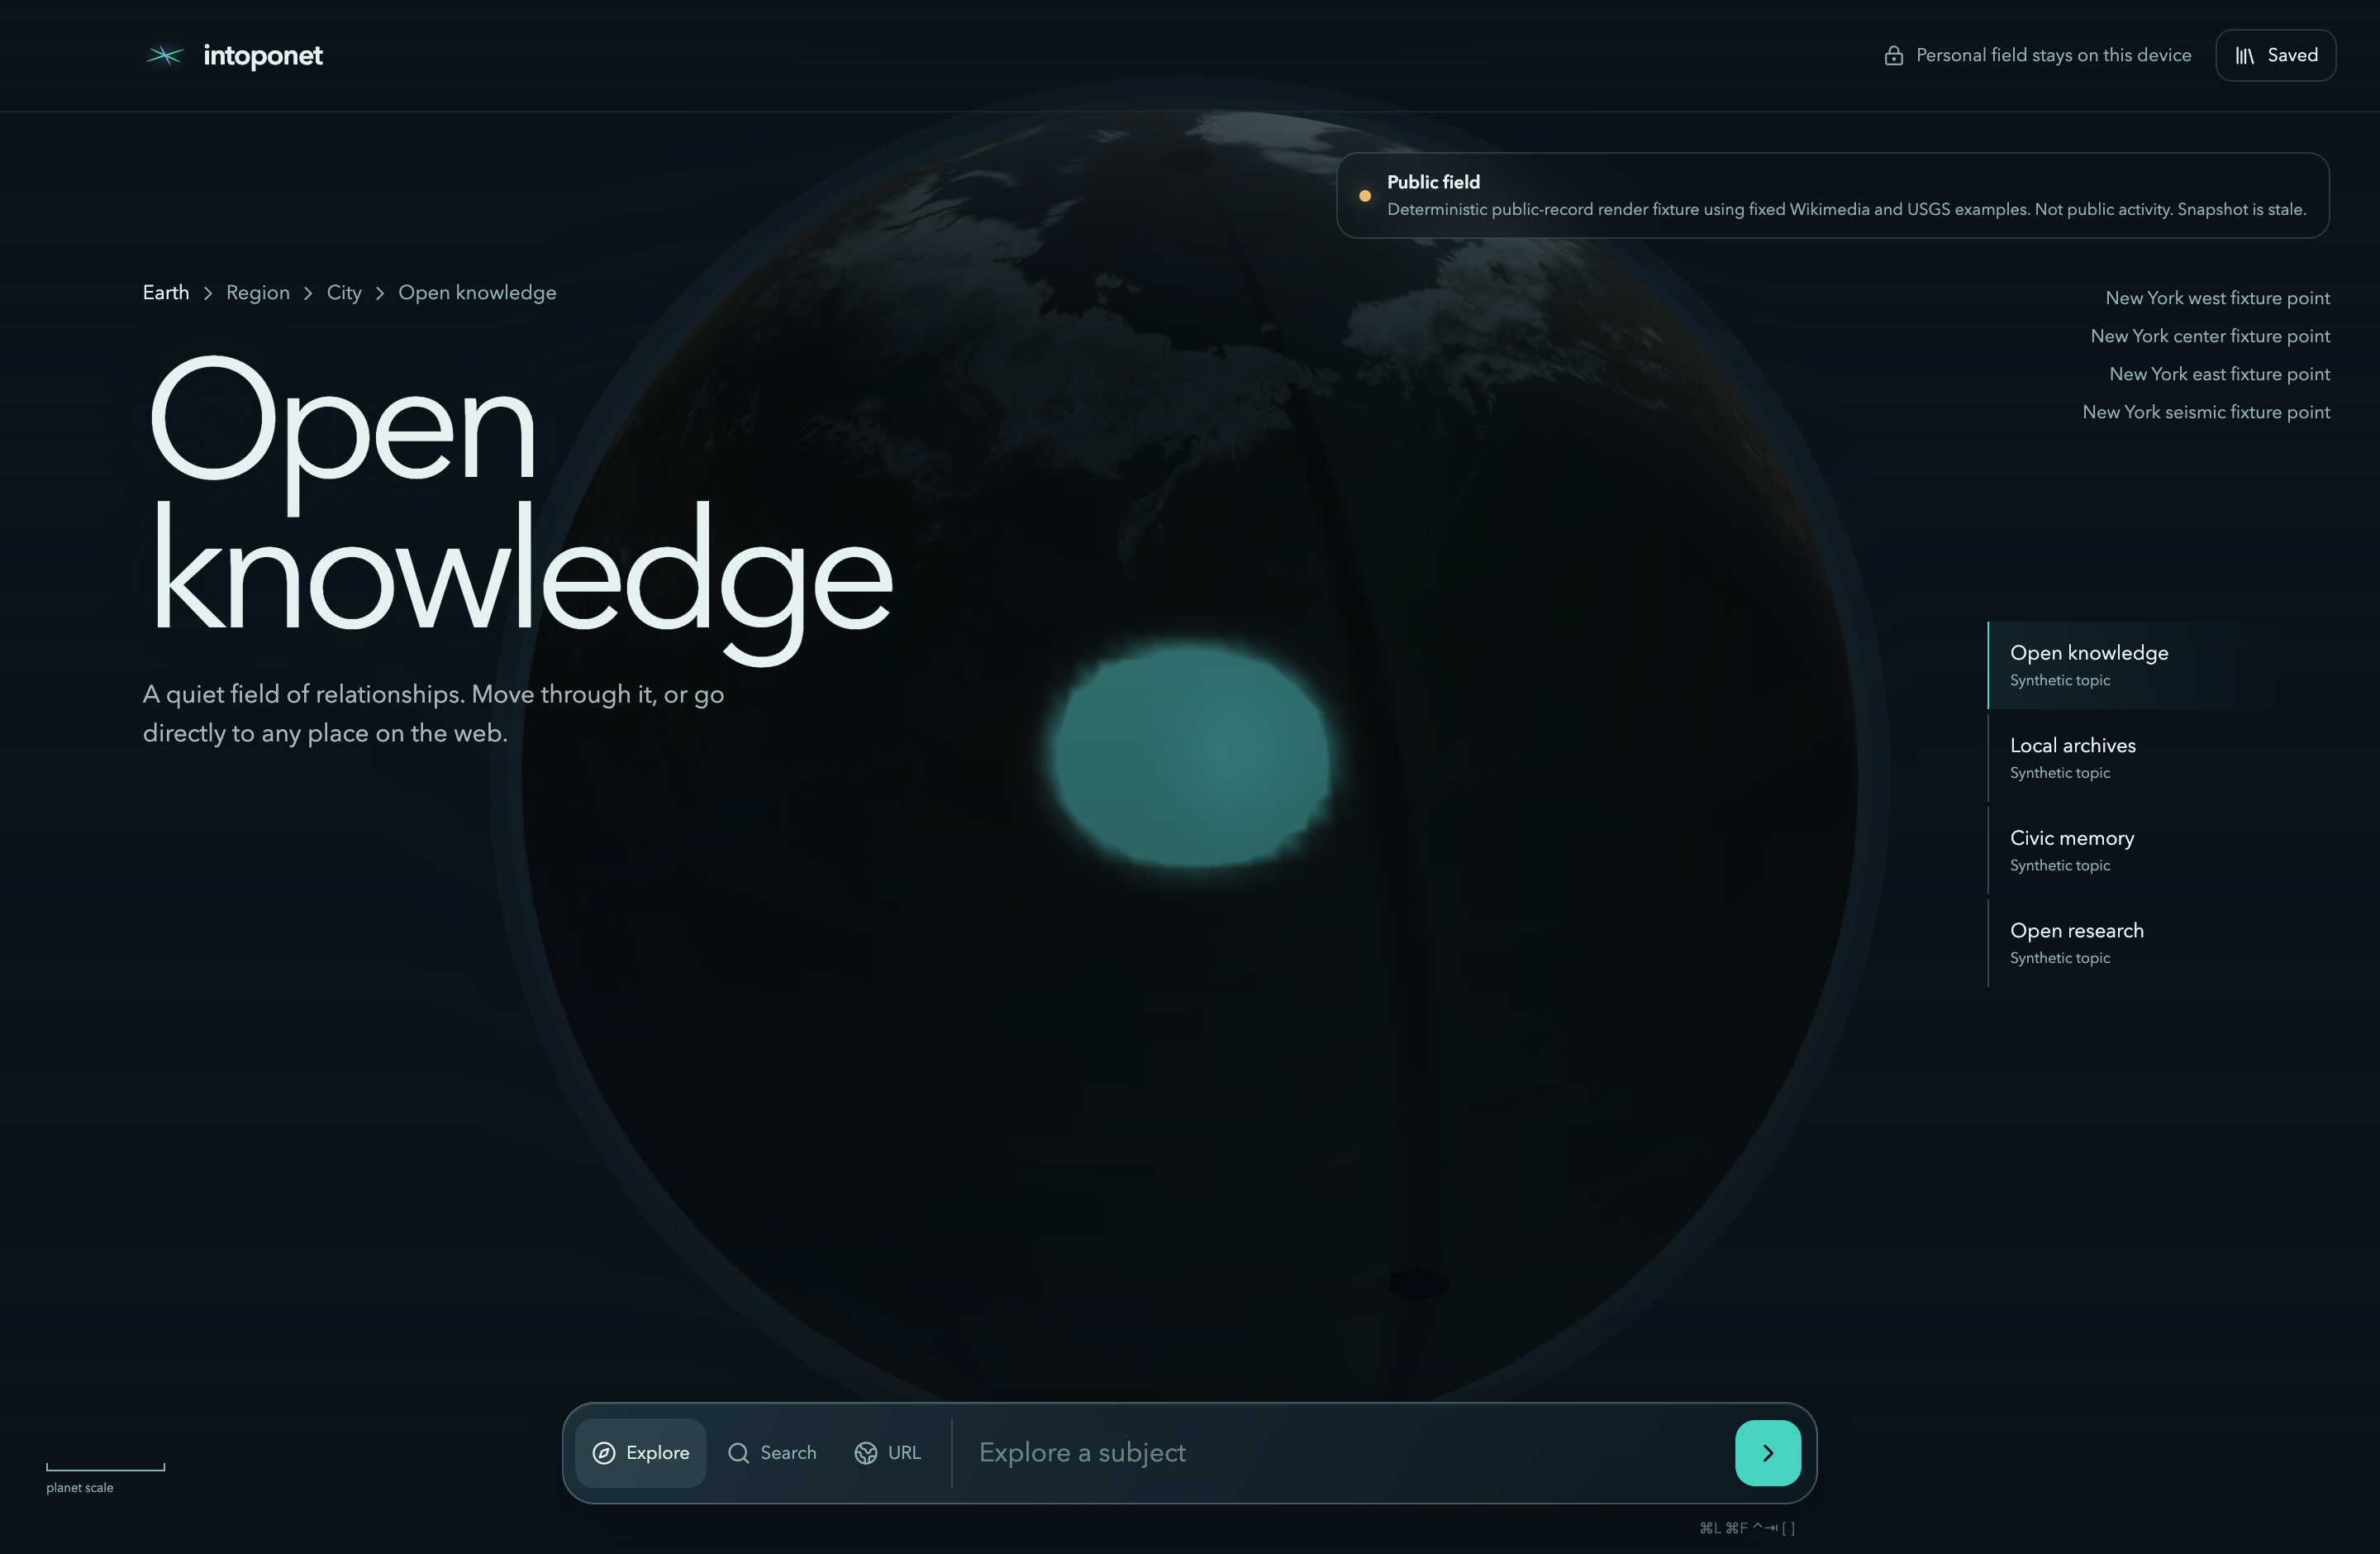 intoponet
Personal field stays on this device
Saved
Public field
Deterministic public-record render fixture using fixed Wikimedia and USGS examples. Not public activity. Snapshot is stale.
Earth > Region > City > Open knowledge
New York west fixture point
New York center fixture point
New York east fixture point
New York seismic fixture point
Open
knowledge
A quiet field of relationships. Move through it, or go
directly to any place on the web.
Open knowledge
Synthetic topic
Local archives
Synthetic topic
Civic memory
Synthetic topic
Open research
Synthetic topic
Explore
Search
URL
Explore a subject
planet scale
⌘L ⌘F ^⇥ [ ]